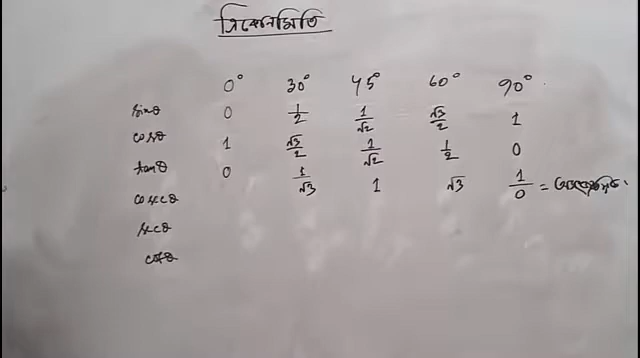 ত্রিকোনমিতি
0° 30° 45° 60° 90°
sinθ 0 1/2 1/√2 √3/2 1
cosθ 1 √3/2 1/√2 1/2 0
tanθ 0 1/√3 1 √3 1/0 =
cosecθ
secθ
cotθ